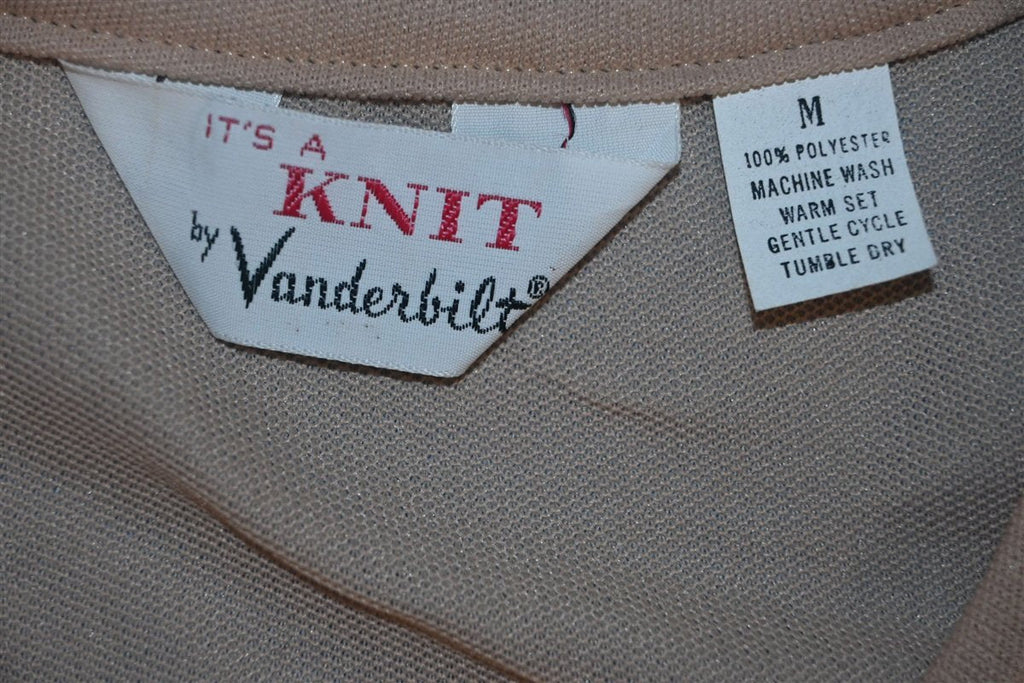 IT'S A
KNIT
by Vanderbilt®
M
100% POLYESTER
MACHINE WASH
WARM SET
GENTLE CYCLE
TUMBLE DRY